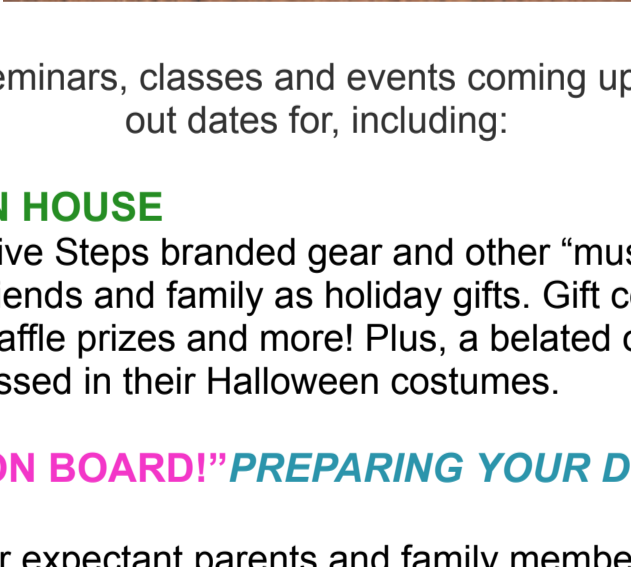 eminars, classes and events coming up
out dates for, including:
N HOUSE
ive Steps branded gear and other “mus
iends and family as holiday gifts. Gift c
affle prizes and more! Plus, a belated
ssed in their Halloween costumes.
ON BOARD!” PREPARING YOUR D
r expectant parents and family membe